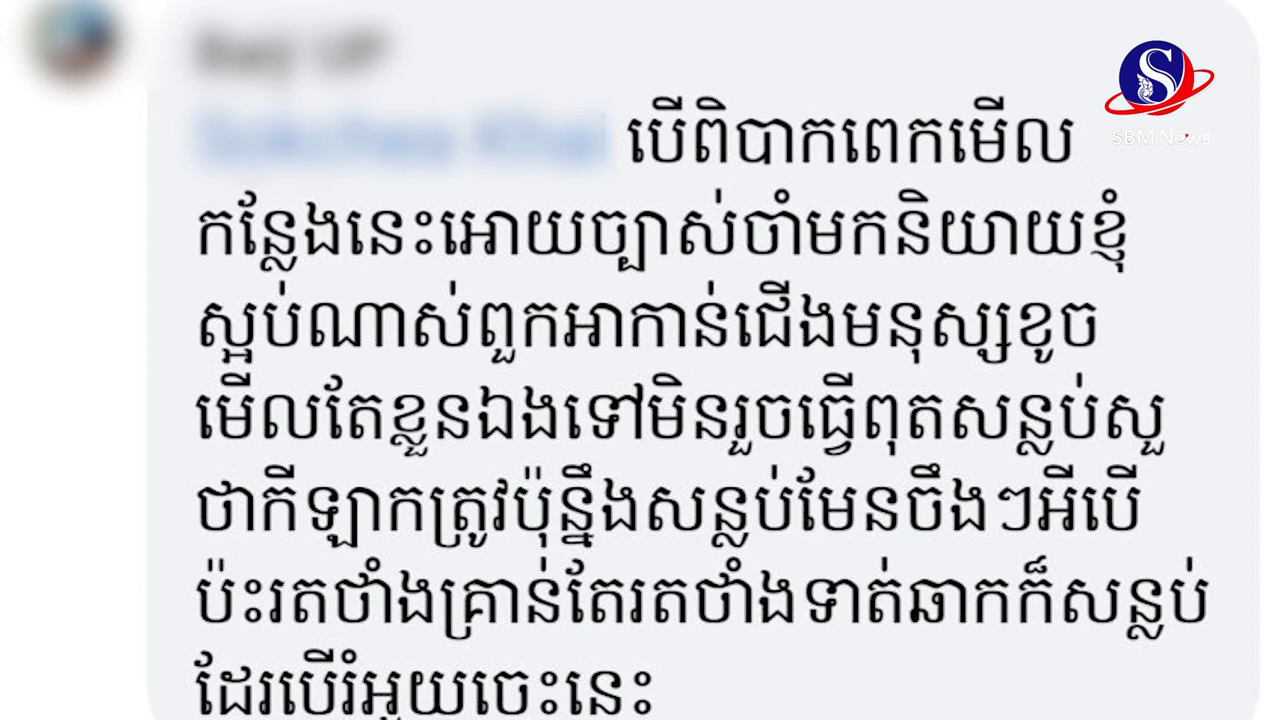 SBM News
បើពិបាកពេកមើល
កន្លែងនេះអោយច្បាស់ចាំមកនិយាយខ្ញុំ
ស្អប់ណាស់ពួកអាកាន់ជើងមនុស្សខូច
មើលតែខ្លួនឯងទៅមិនរួចធ្វើពុតសន្លប់សួ
ថាកីឡាកត្រូវប៉ុន្នឹងសន្លប់មែនចឹងៗអីបើ
ប៉ះរតថាំងគ្រាន់តែរតថាំងទាត់ឆាកក៏សន្លប់
ដែរបើរំអួយចេះនេះ